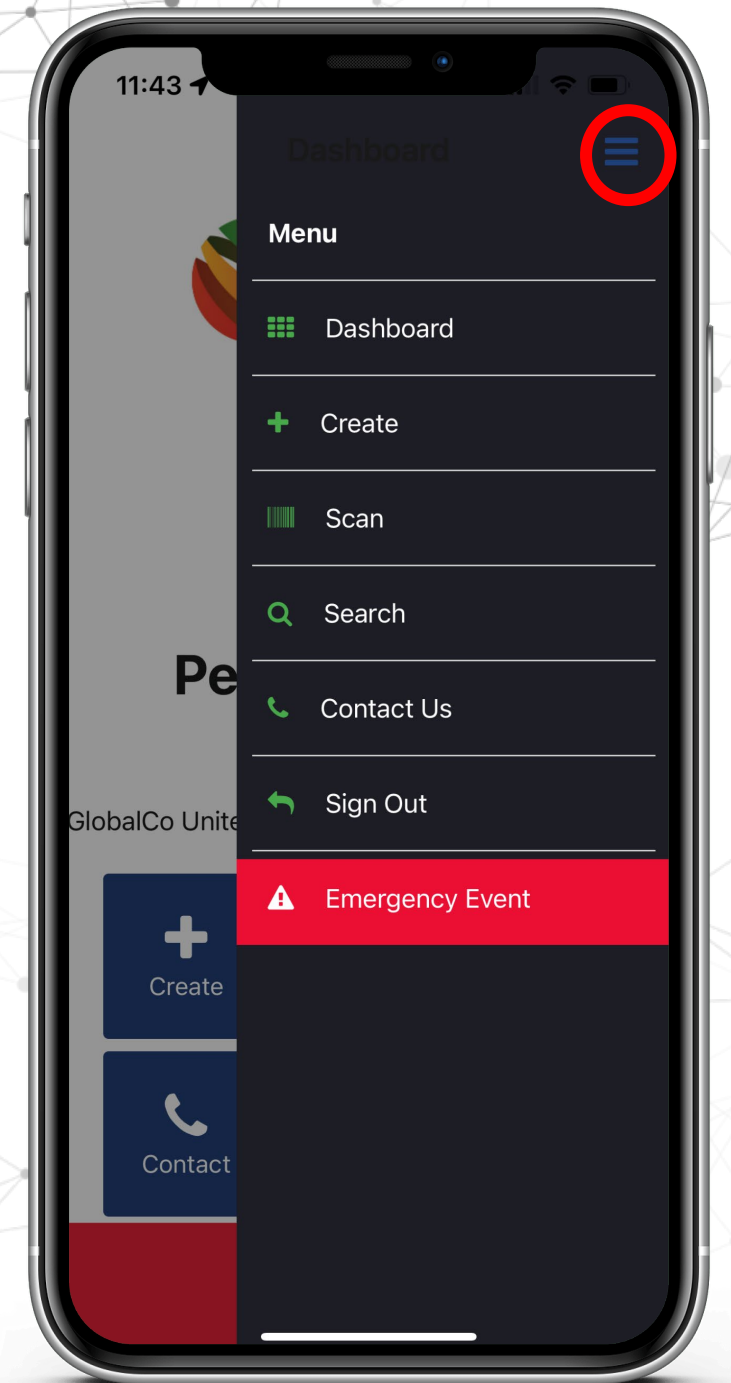 11:43
Dashboard
Menu
Dashboard
Create
Scan
Search
Pe
Contact Us
Sign Out
GlobalCo Unite
Emergency Event
Create
Contact